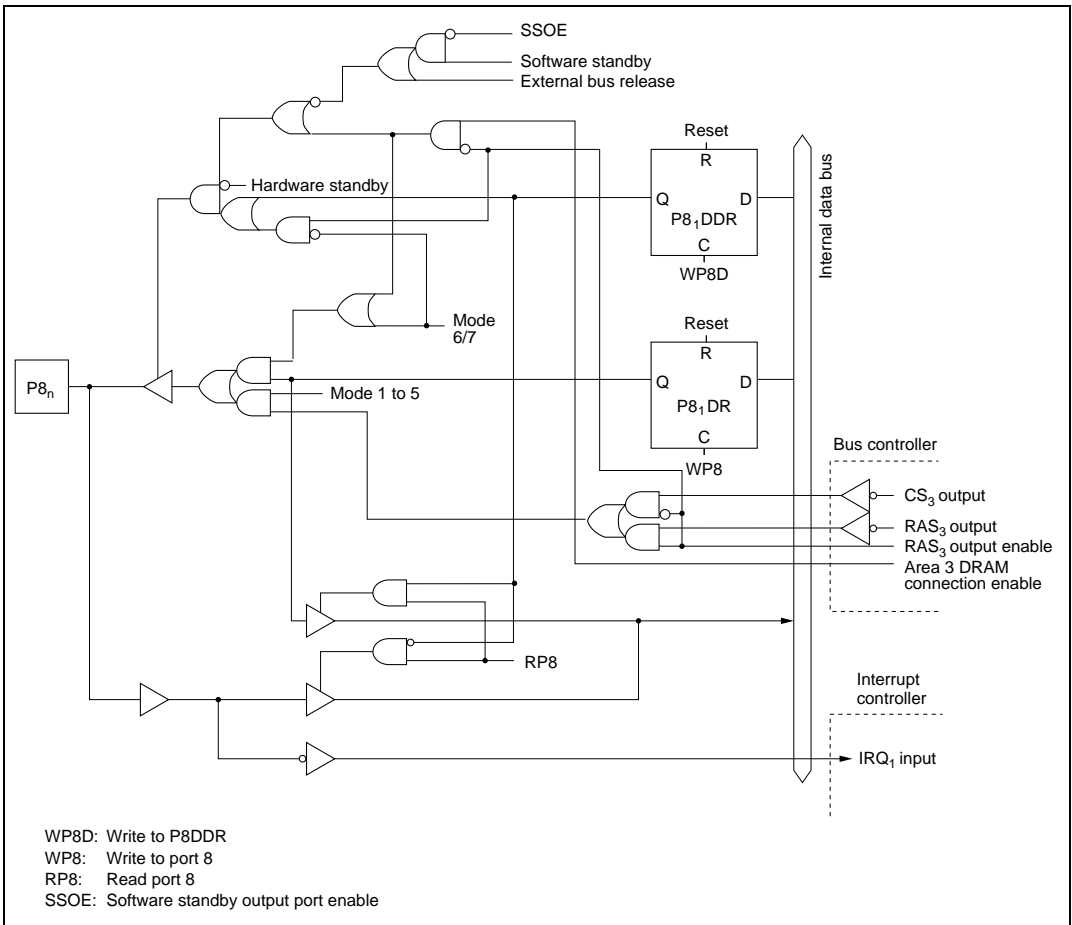 SSOE
Software standby
External bus release
Reset
R
Hardware standby
Q
D
P8₁DDR
C
WP8D
Internal data bus
Mode
6/7
Reset
R
P8ₙ
Q
D
Mode 1 to 5
P8₁DR
C
WP8
Bus controller
CS₃ output
RAS₃ output
RAS₃ output enable
Area 3 DRAM
connection enable
RP8
Interrupt
controller
IRQ₁ input
WP8D: Write to P8DDR
WP8: Write to port 8
RP8: Read port 8
SSOE: Software standby output port enable